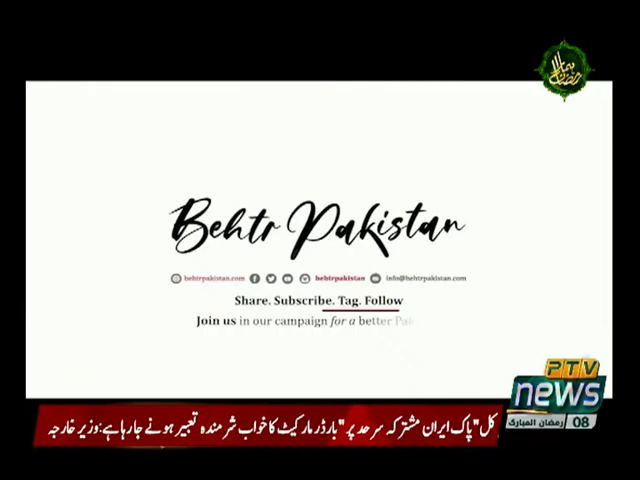 Behtr Pakistan
behtrpakistan.com behtrpakistan info@behtrpakistan.com
Share. Subscribe. Tag. Follow
Join us in our campaign for a better
PTV
news
رمضان المبارک 08
کل" پاک ایران مشترکہ سرحد پر "بارڈر مارکیٹ کا خواب شرمندہ تعبیر ہونے جا رہا ہے: وزیر خارجہ